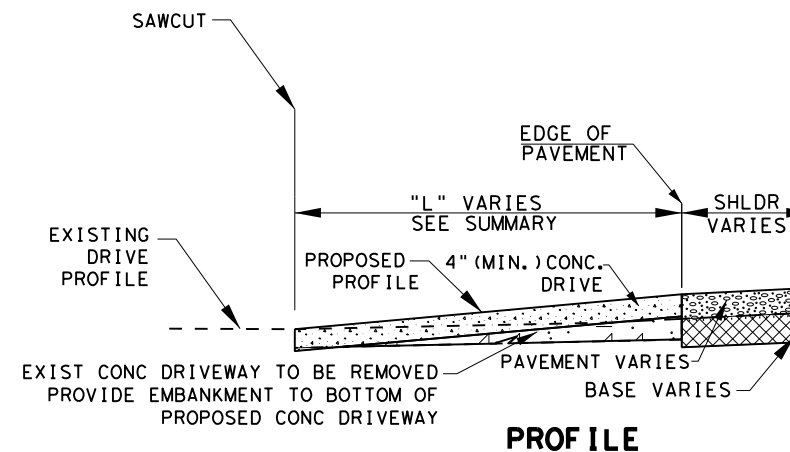 SAWCUT
EDGE OF
PAVEMENT
"L" VARIES
SEE SUMMARY
SHLDR
VARIES
EXISTING
DRIVE
PROFILE
PROPOSED
PROFILE
4"(MIN.)CONC.
DRIVE
EXIST CONC DRIVEWAY TO BE REMOVED
PROVIDE EMBANKMENT TO BOTTOM OF
PROPOSED CONC DRIVEWAY
PAVEMENT VARIES
BASE VARIES
PROFILE